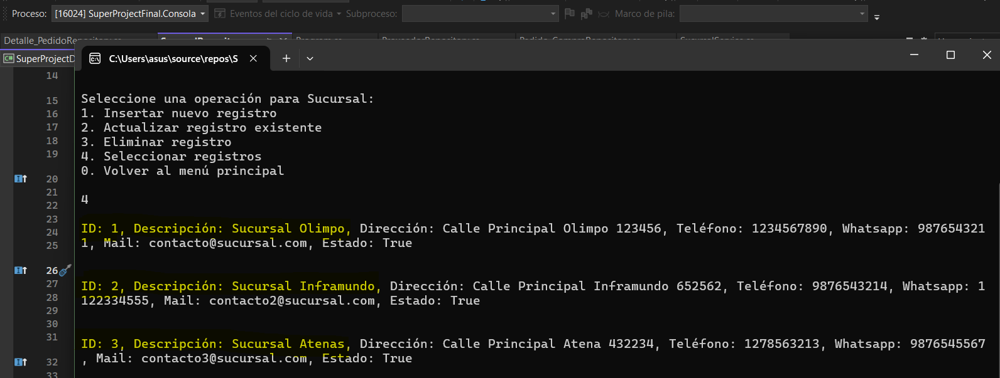 Proceso: [16024] SuperProjectFinal.Consola Eventos del ciclo de vida Subproceso: Marco de pila:
SuperProjectD C:\Users\asus\source\repos\S
14
15 Seleccione una operación para Sucursal:
16 1. Insertar nuevo registro
17 2. Actualizar registro existente
18 3. Eliminar registro
19 4. Seleccionar registros
20 0. Volver al menú principal
21
22 4
23
24 ID: 1, Descripción: Sucursal Olimpo, Dirección: Calle Principal Olimpo 123456, Teléfono: 1234567890, Whatsapp: 987654321
25 1, Mail: contacto@sucursal.com, Estado: True
26
27 ID: 2, Descripción: Sucursal Inframundo, Dirección: Calle Principal Inframundo 652562, Teléfono: 9876543214, Whatsapp: 1
28 122334555, Mail: contacto2@sucursal.com, Estado: True
29
30
31 ID: 3, Descripción: Sucursal Atenas, Dirección: Calle Principal Atena 432234, Teléfono: 1278563213, Whatsapp: 9876545567
32 , Mail: contacto3@sucursal.com, Estado: True
33